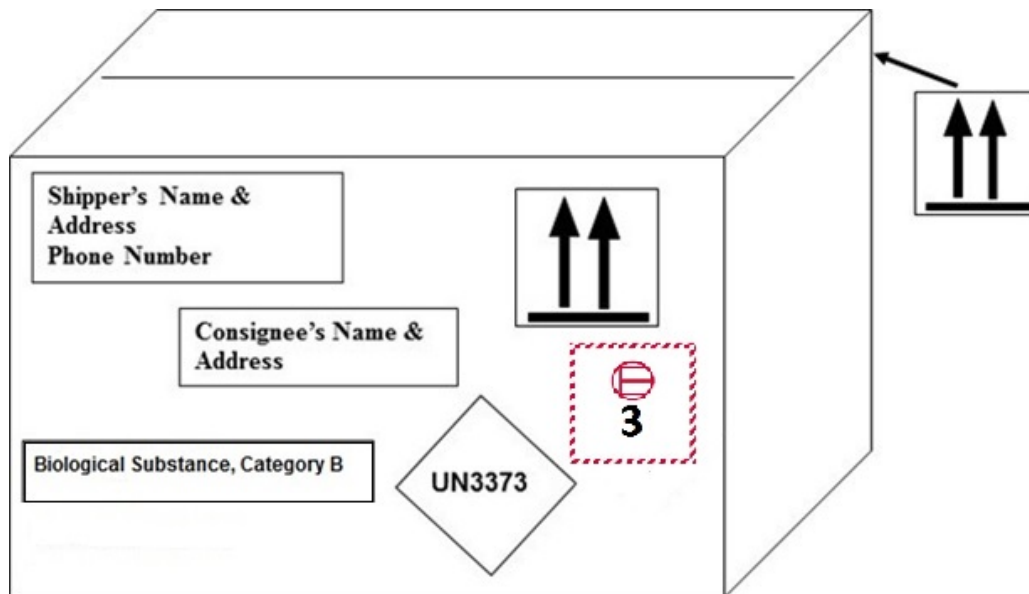 Shipper's Name &
Address
Phone Number
Consignee's Name &
Address
E
3
Biological Substance, Category B
UN3373